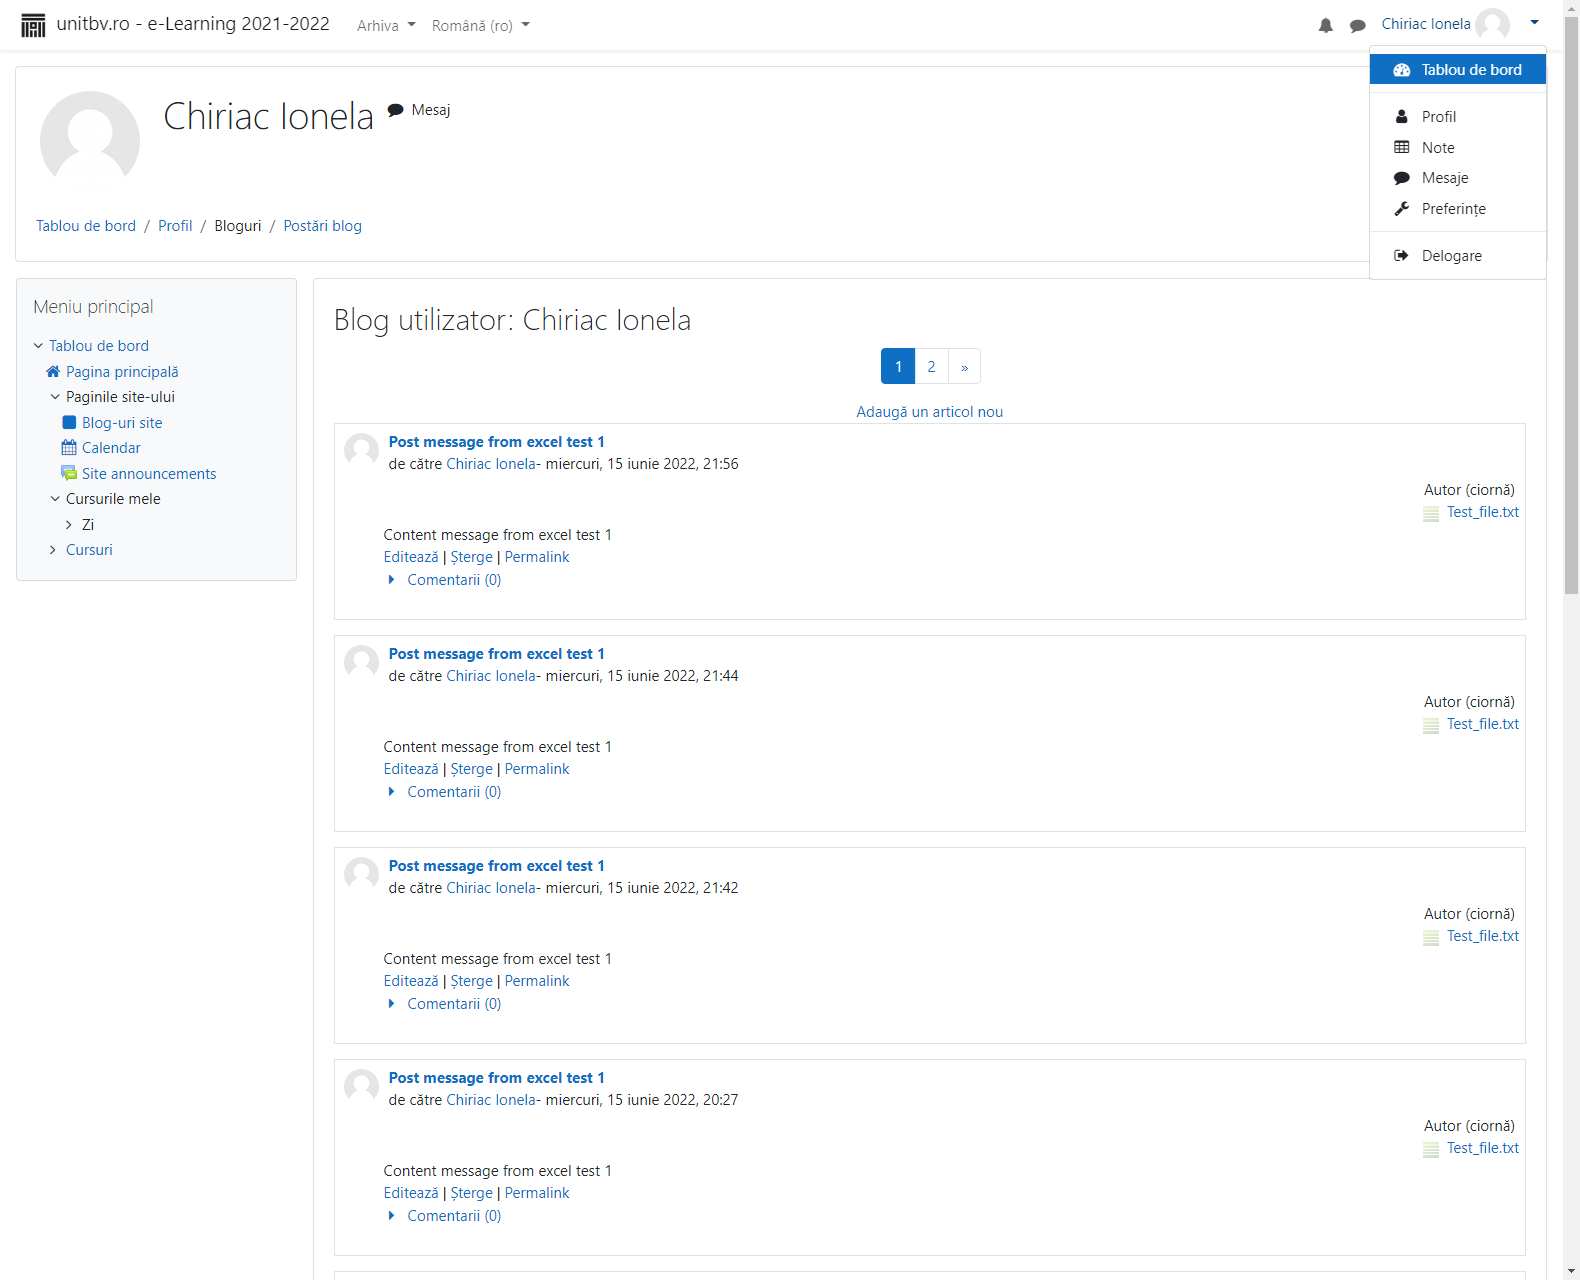 unitbv.ro - e-Learning 2021-2022 Arhiva Română (ro) Chiriac Ionela
Tablou de bord
Profil
Note
Mesaje
Preferințe
Delogare
Chiriac Ionela Mesaj
Tablou de bord / Profil / Bloguri / Postări blog
Meniu principal
Tablou de bord
Pagina principală
Paginile site-ului
Blog-uri site
Calendar
Site announcements
Cursurile mele
Zi
Cursuri
Blog utilizator: Chiriac Ionela
1 2 »
Adaugă un articol nou
Post message from excel test 1
de către Chiriac Ionela- miercuri, 15 iunie 2022, 21:56
Autor (ciornă)
Test_file.txt
Content message from excel test 1
Editează | Șterge | Permalink
Comentarii (0)
Post message from excel test 1
de către Chiriac Ionela- miercuri, 15 iunie 2022, 21:44
Autor (ciornă)
Test_file.txt
Content message from excel test 1
Editează | Șterge | Permalink
Comentarii (0)
Post message from excel test 1
de către Chiriac Ionela- miercuri, 15 iunie 2022, 21:42
Autor (ciornă)
Test_file.txt
Content message from excel test 1
Editează | Șterge | Permalink
Comentarii (0)
Post message from excel test 1
de către Chiriac Ionela- miercuri, 15 iunie 2022, 20:27
Autor (ciornă)
Test_file.txt
Content message from excel test 1
Editează | Șterge | Permalink
Comentarii (0)